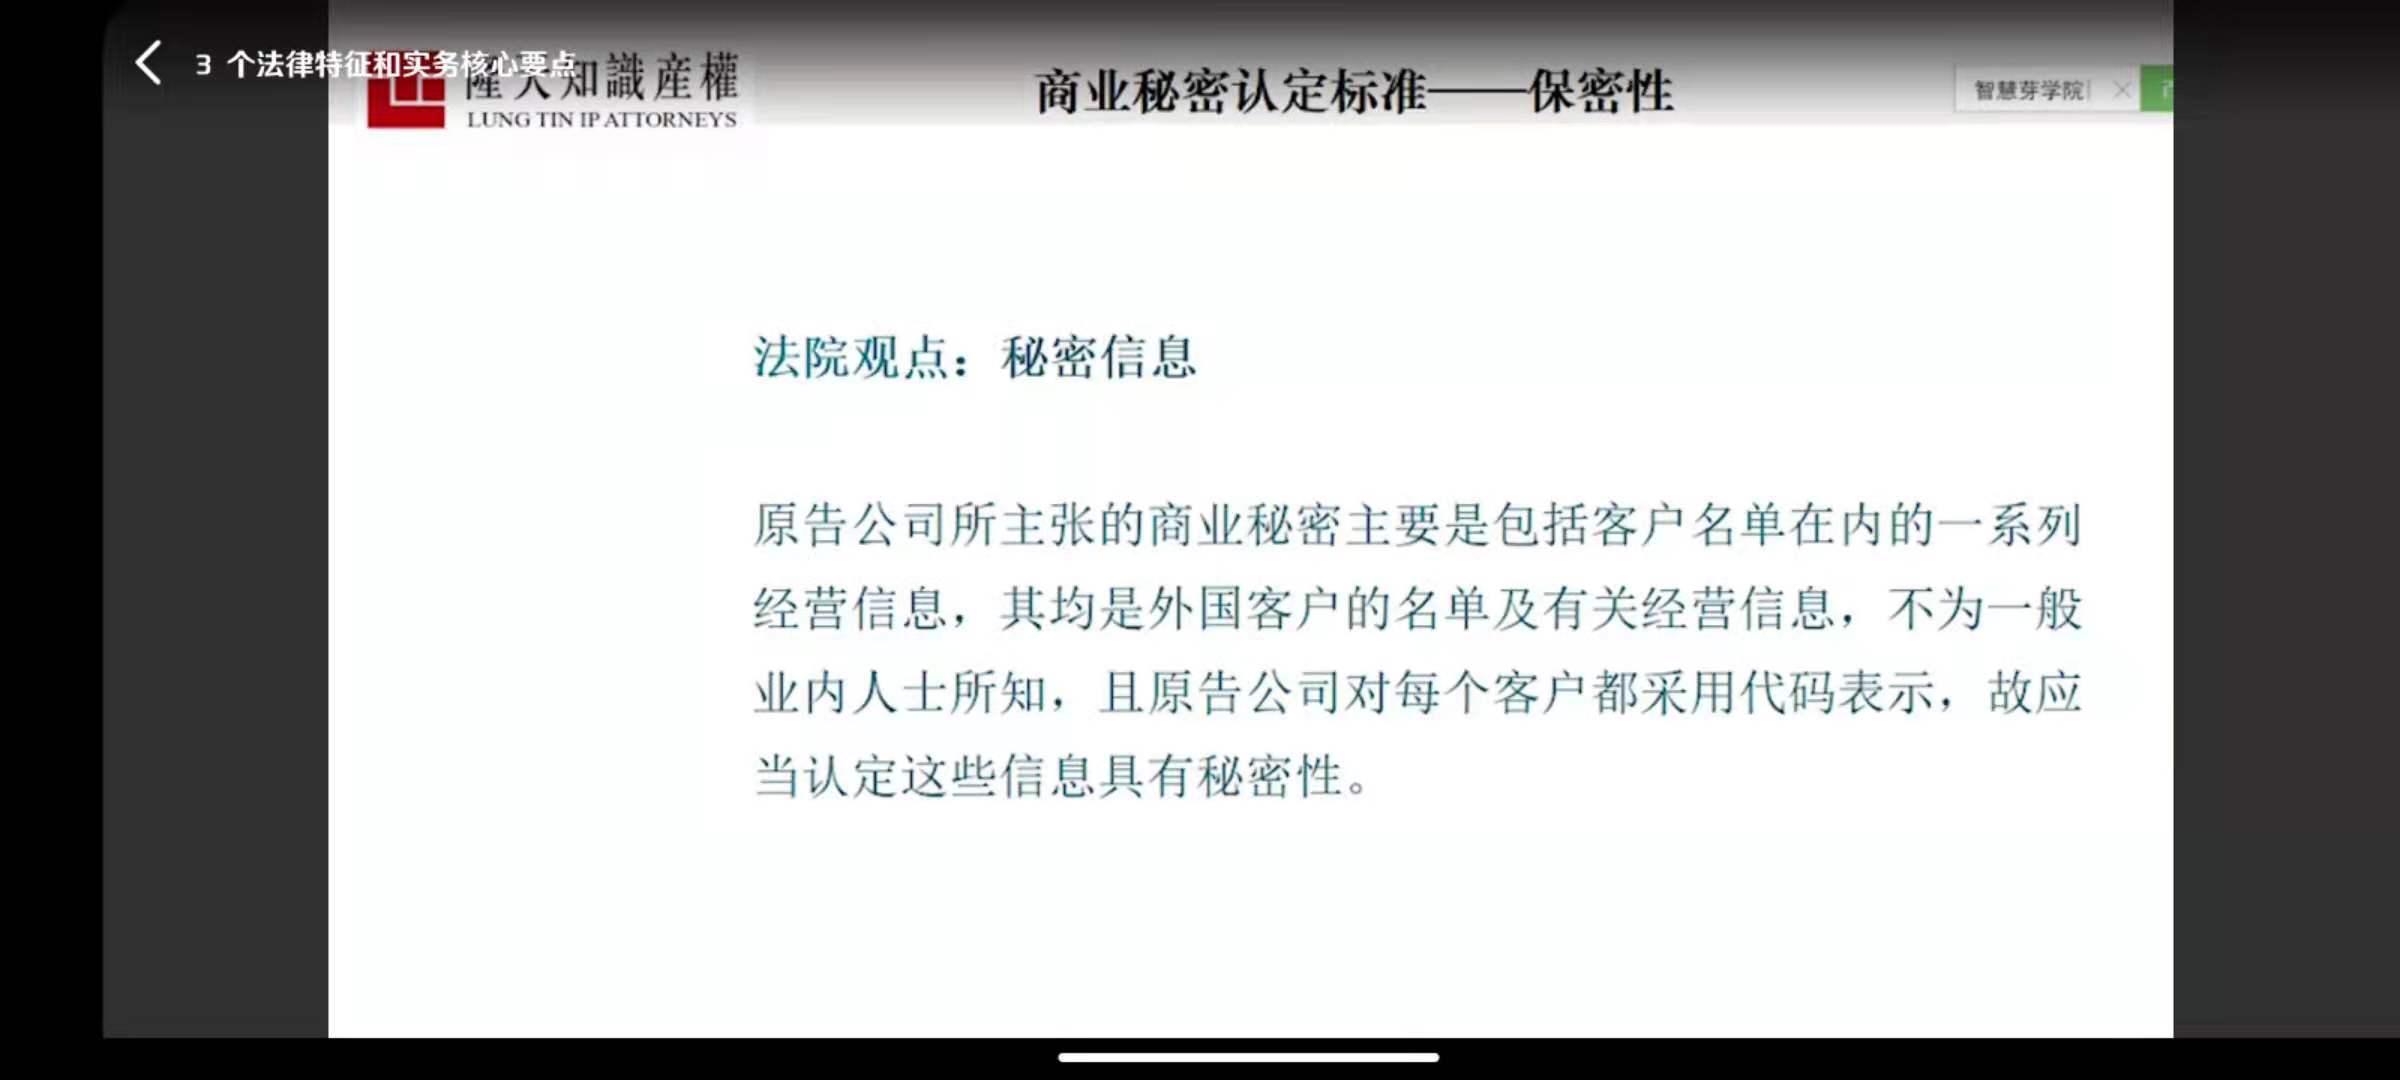 3 个法律特征和实务核心要点
隆天知識産權
LUNG TIN IP ATTORNEYS
商业秘密认定标准——保密性
智慧芽学院
法院观点：秘密信息
原告公司所主张的商业秘密主要是包括客户名单在内的一系列
经营信息，其均是外国客户的名单及有关经营信息，不为一般
业内人士所知，且原告公司对每个客户都采用代码表示，故应
当认定这些信息具有秘密性。